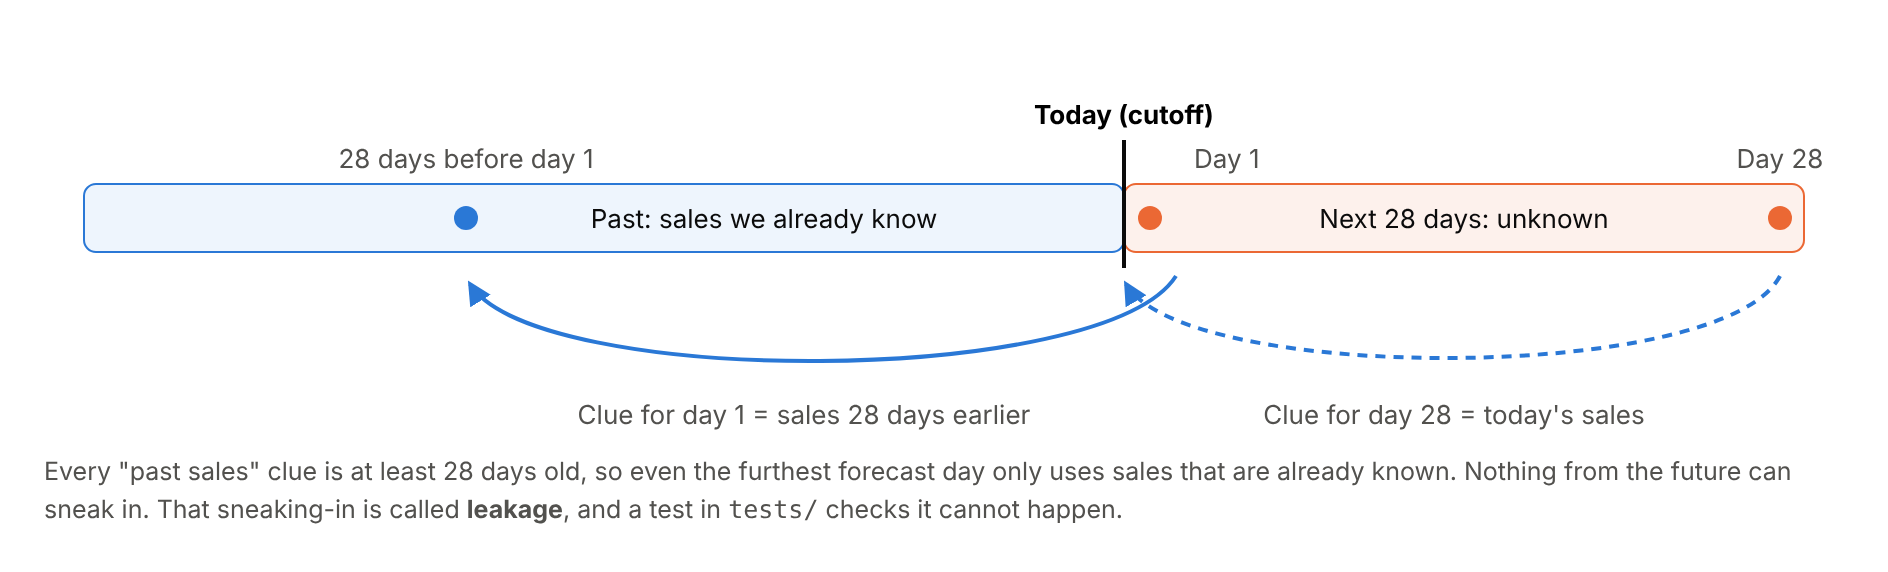 Today (cutoff)
28 days before day 1
Day 1
Day 28
Past: sales we already know
Next 28 days: unknown
Clue for day 1 = sales 28 days earlier
Clue for day 28 = today's sales
Every "past sales" clue is at least 28 days old, so even the furthest forecast day only uses sales that are already known. Nothing from the future can
sneak in. That sneaking-in is called leakage, and a test in tests/ checks it cannot happen.